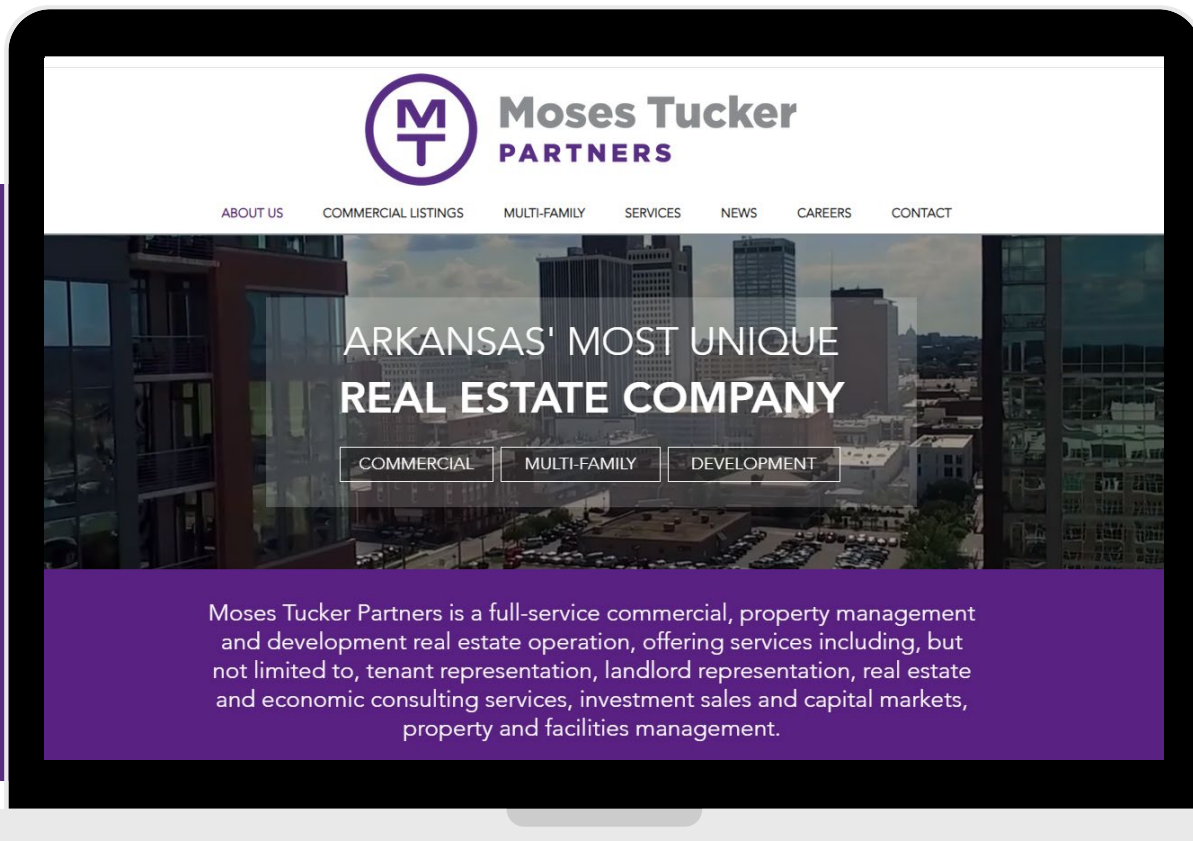 MT
Moses Tucker
PARTNERS
ABOUT US COMMERCIAL LISTINGS MULTI-FAMILY SERVICES NEWS CAREERS CONTACT
ARKANSAS' MOST UNIQUE
REAL ESTATE COMPANY
COMMERCIAL MULTI-FAMILY DEVELOPMENT
Moses Tucker Partners is a full-service commercial, property management
and development real estate operation, offering services including, but
not limited to, tenant representation, landlord representation, real estate
and economic consulting services, investment sales and capital markets,
property and facilities management.